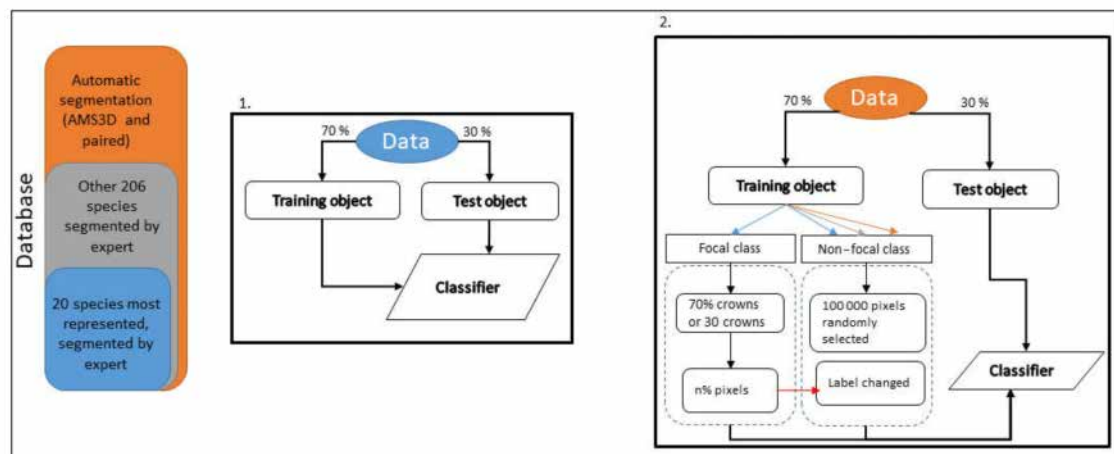 Database
Automatic
segmentation
(AMS3D and
paired)
Other 206
species
segmented by
expert
20 species most
represented,
segmented by
expert
1.
Data
70 %
30 %
Training object
Test object
Classifier
2.
Data
70 %
30 %
Training object
Test object
Focal class
Non–focal class
70% crowns
or 30 crowns
100 000 pixels
randomly
selected
n% pixels
Label changed
Classifier